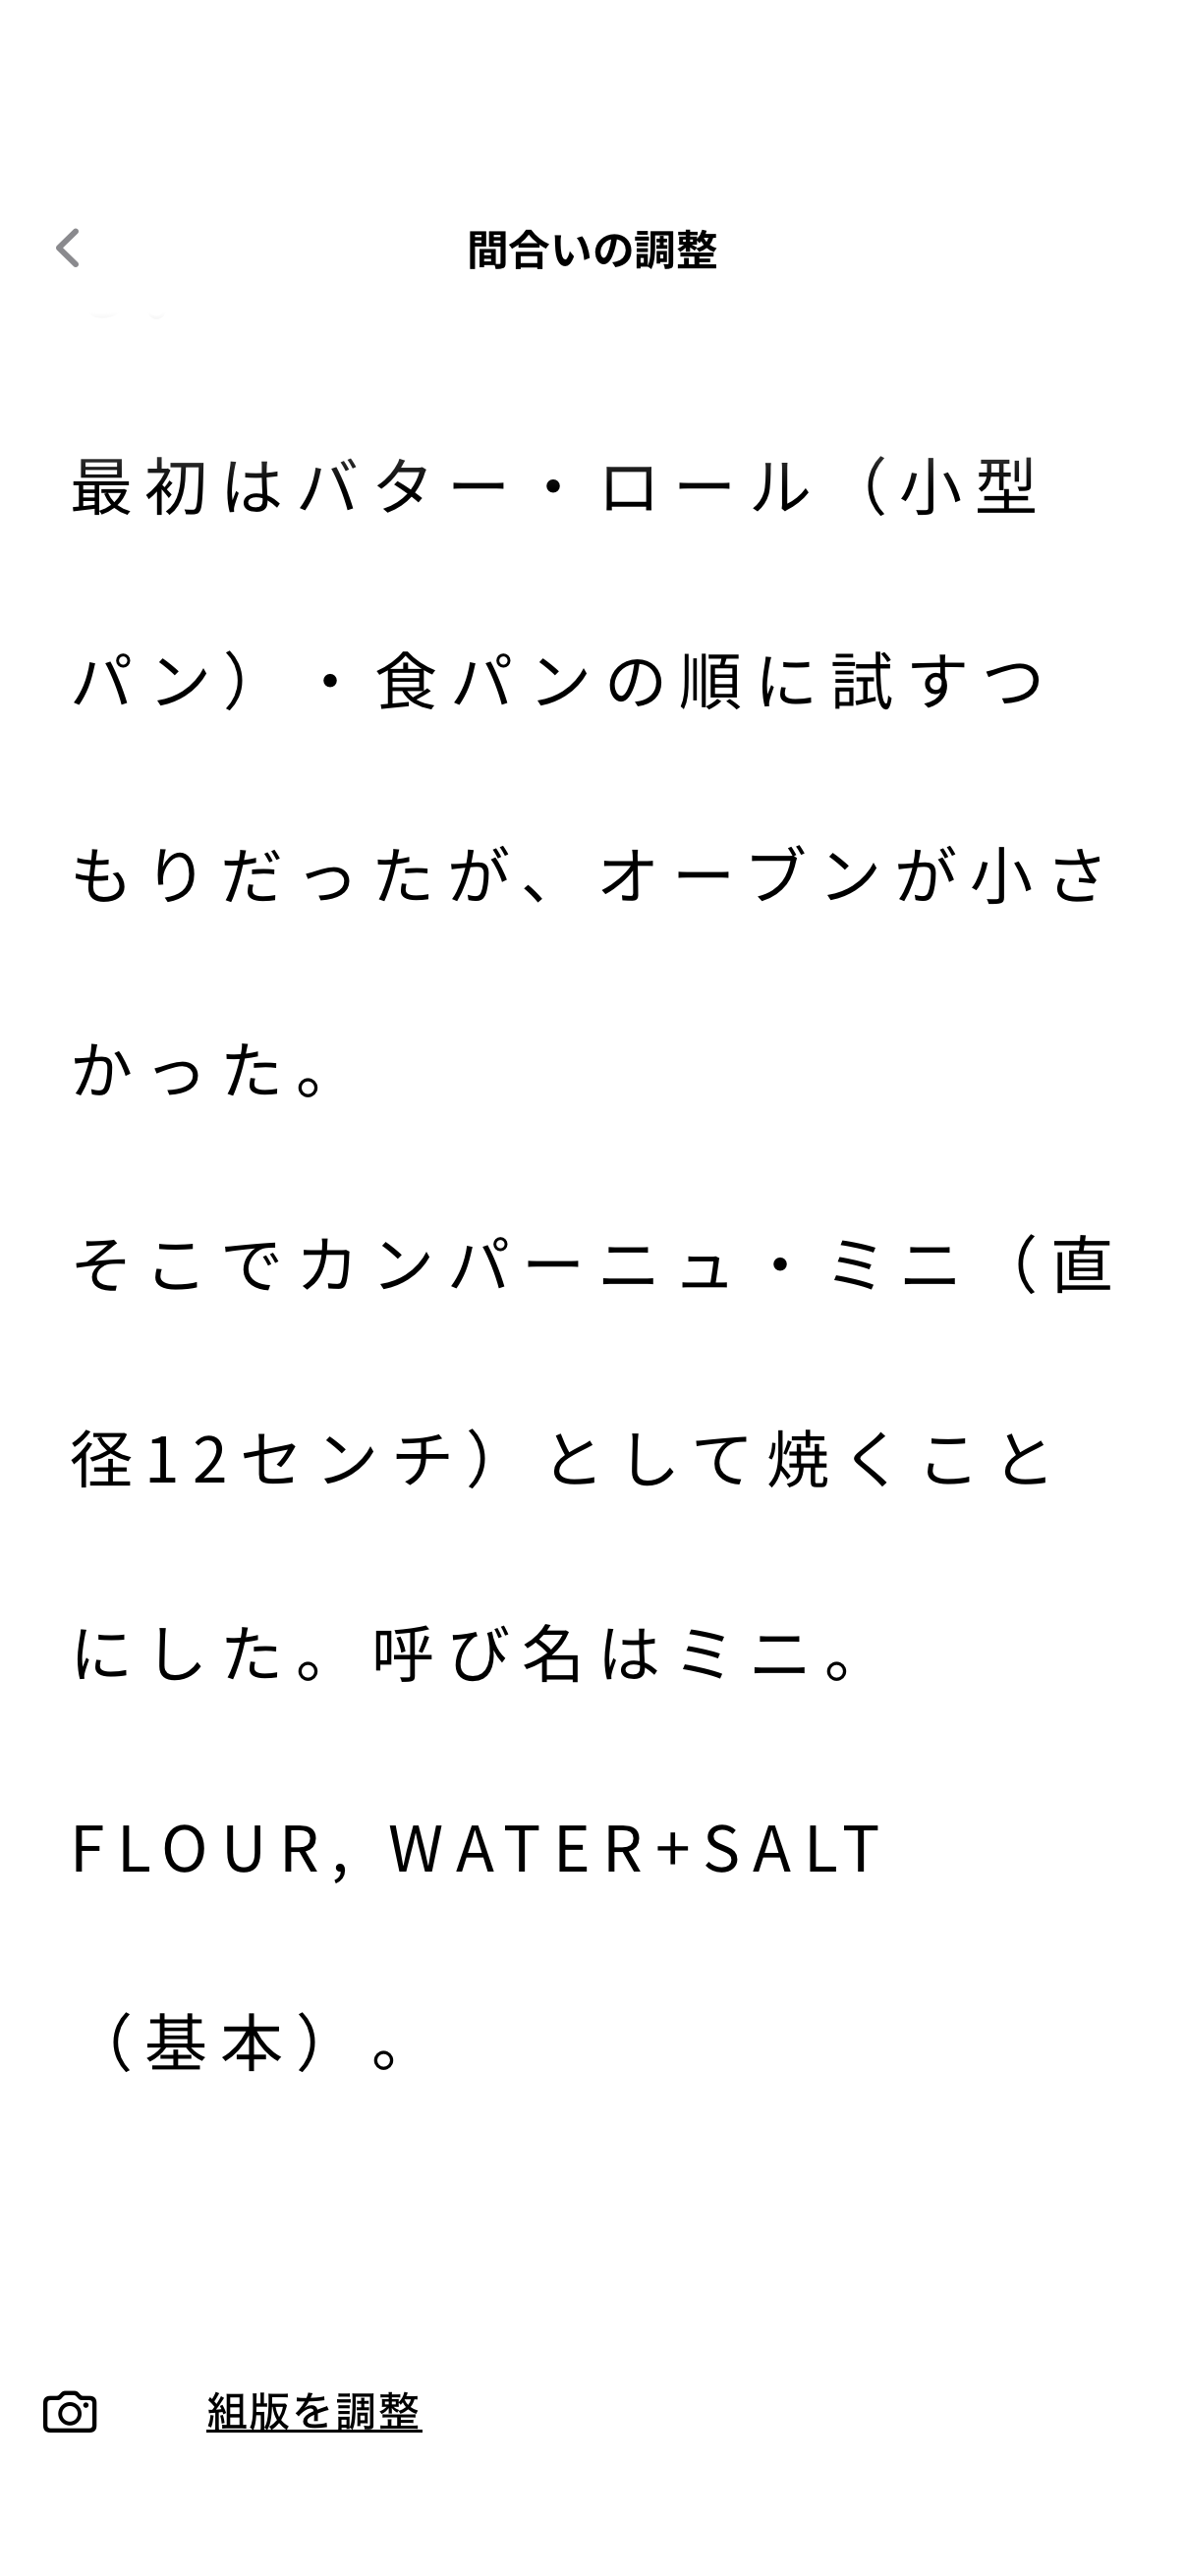 間合いの調整
最初はバター・ロール（小型
パン）・食パンの順に試すつ
もりだったが、オーブンが小さ
かった。
そこでカンパーニュ・ミニ（直
径12センチ）として焼くこと
にした。呼び名はミニ。
FLOUR, WATER+SALT
（基本）。
組版を調整